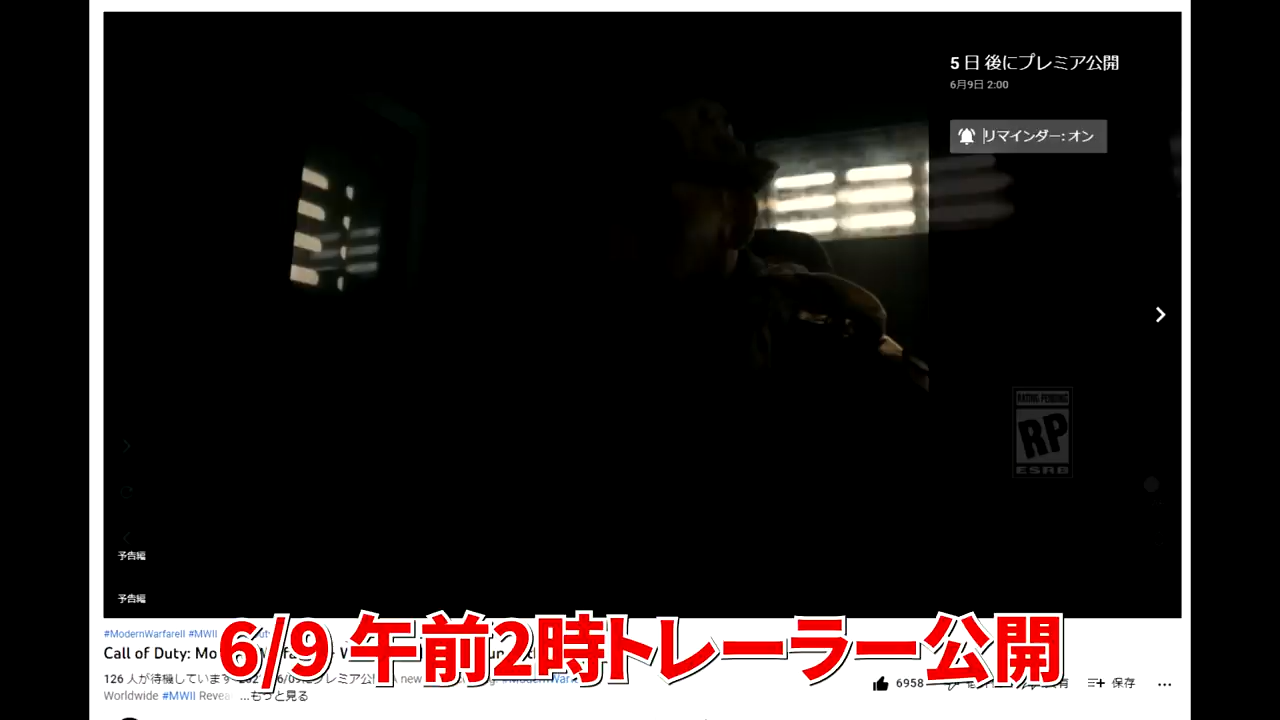 5 日 後にプレミア公開
6月9日 2:00
リマインダー: オン
RATING PENDING
RP
ESRB
予告編
予告編
#ModernWarfareII #MWII
6/9 午前2時トレーラー公開
Call of Duty: Mo
126 人が待機しています
6958
保存
Worldwide #MWII Revea ...もっと見る